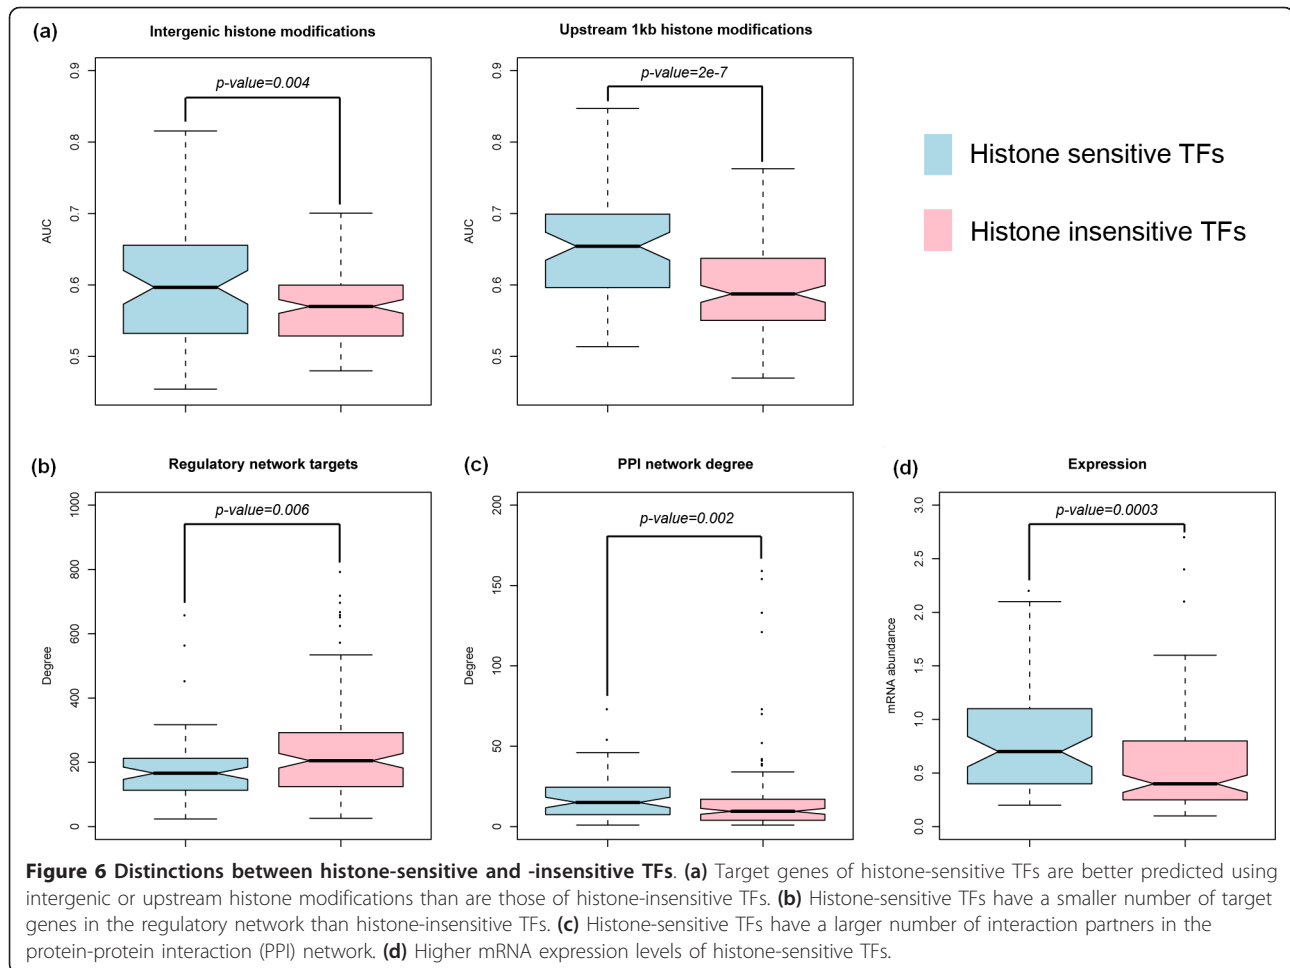 (a)
Intergenic histone modifications
p-value=0.004
AUC
0.9
0.8
0.7
0.6
0.5
Upstream 1kb histone modifications
p-value=2e-7
AUC
0.9
0.8
0.7
0.6
0.5
Histone sensitive TFs
Histone insensitive TFs
(b)
Regulatory network targets
p-value=0.006
Degree
1000
800
600
400
200
0
(c)
PPI network degree
p-value=0.002
Degree
200
150
100
50
0
(d)
Expression
p-value=0.0003
mRNA abundance
3.0
2.5
2.0
1.5
1.0
0.5
0.0
Figure 6 Distinctions between histone-sensitive and -insensitive TFs. (a) Target genes of histone-sensitive TFs are better predicted using
intergenic or upstream histone modifications than are those of histone-insensitive TFs. (b) Histone-sensitive TFs have a smaller number of target
genes in the regulatory network than histone-insensitive TFs. (c) Histone-sensitive TFs have a larger number of interaction partners in the
protein-protein interaction (PPI) network. (d) Higher mRNA expression levels of histone-sensitive TFs.